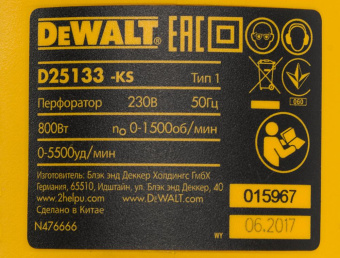 DEWALT® EAC
D25133 -KS Тип 1
Перфоратор 230В 50Гц
800Вт no 0-1500об/мин
0-5500уд/мин
Изготовитель: Блэк энд Деккер Холдингс ГмбХ
Германия, 65510, Идштайн, ул. Блэк энд Деккер, 40
www.2helpu.com www.DEWALT.com
Сделано в Китае
N476666
015967
WY 06.2017